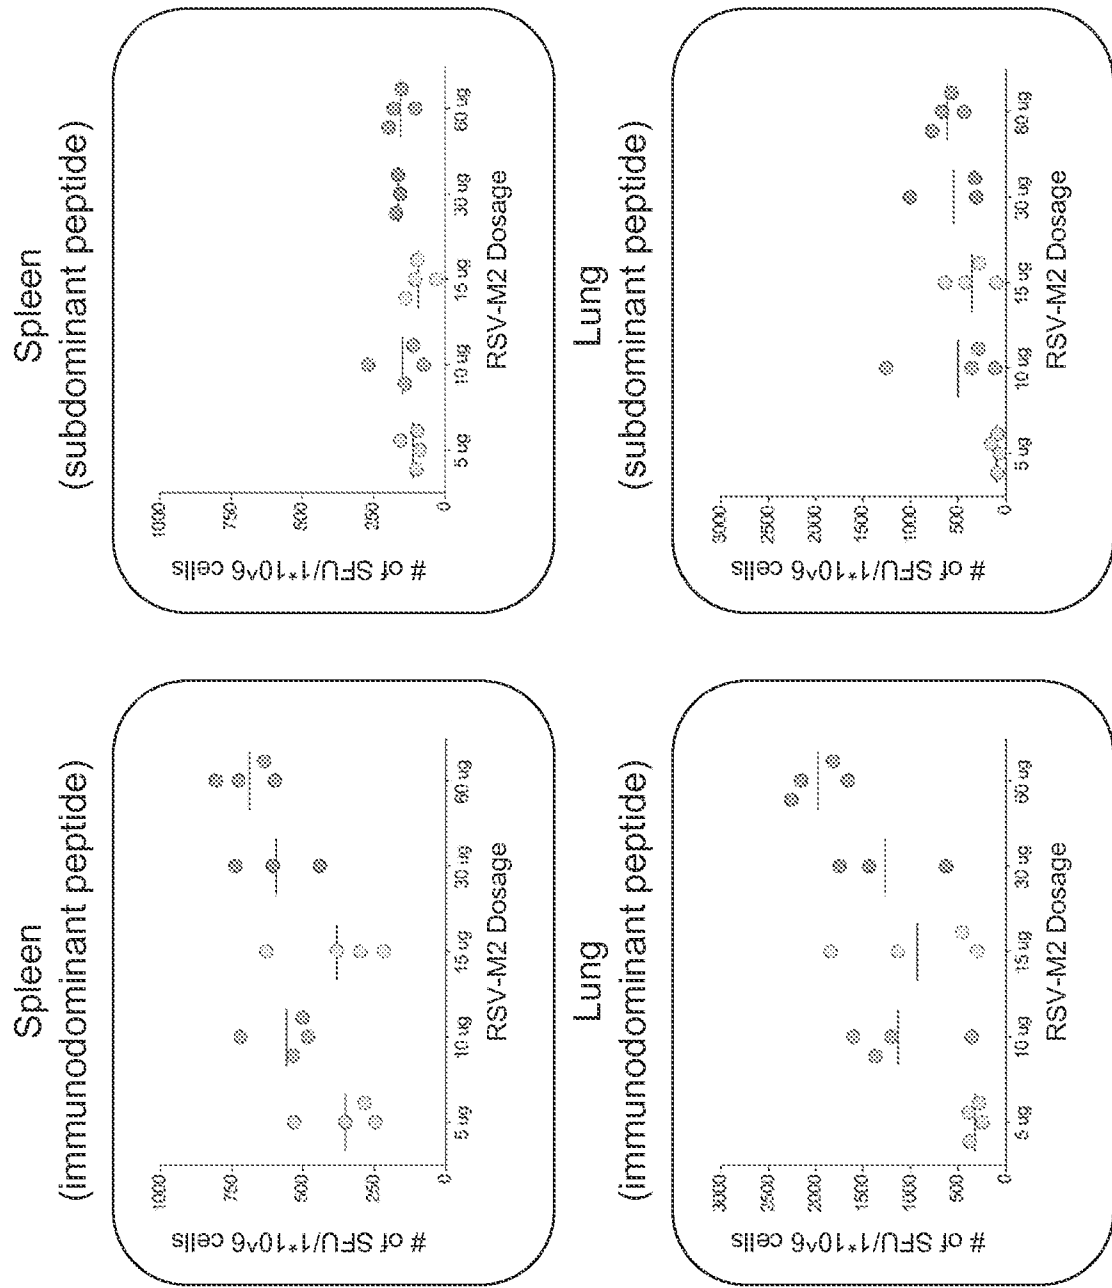 Spleen
(immunodominant peptide)
# of SFU/1*10^6 cells
1000
750
500
250
0
5 ug
10 ug
15 ug
30 ug
60 ug
RSV-M2 Dosage
Spleen
(subdominant peptide)
# of SFU/1*10^6 cells
1000
750
500
250
0
5 ug
10 ug
15 ug
30 ug
60 ug
RSV-M2 Dosage
Lung
(immunodominant peptide)
# of SFU/1*10^6 cells
3000
2500
2000
1500
1000
500
0
5 ug
10 ug
15 ug
30 ug
60 ug
RSV-M2 Dosage
Lung
(subdominant peptide)
# of SFU/1*10^6 cells
3000
2500
2000
1500
1000
500
0
5 ug
10 ug
15 ug
30 ug
60 ug
RSV-M2 Dosage